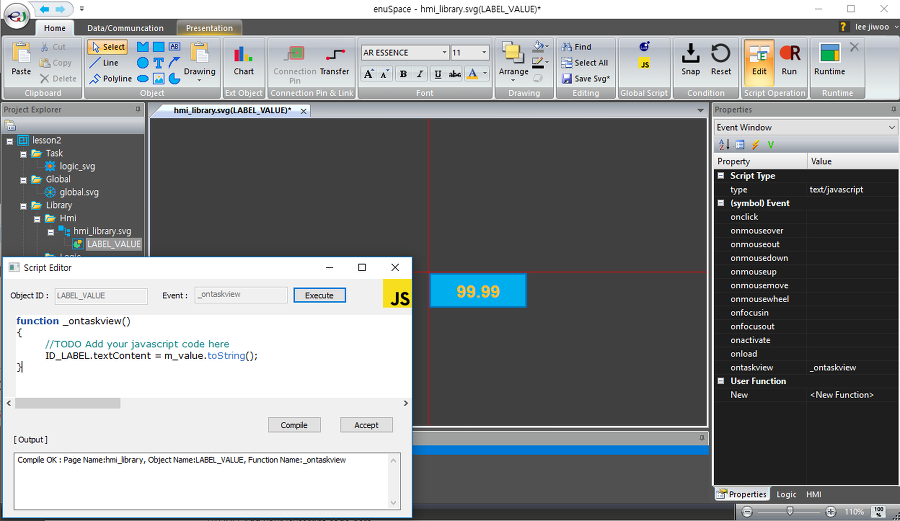 enuSpace - hmi_library.svg(LABEL_VALUE)*
Home Data/Communication Presentation
? lee jiwoo
Paste Cut Copy Delete
Clipboard
Select Line Polyline AB T Drawing
Object
Chart
Ext Object
Connection Pin Transfer
Connection Pin & Link
AR ESSENCE 11
A A B I U abc A
Font
Arrange
Drawing
Find
Select All
Save Svg*
Editing
JS
Global Script
Snap Reset
Condition
Edit Run
Script Operation
Runtime
Runtime
Project Explorer
lesson2
Task
logic_svg
Global
global.svg
Library
Hmi
hmi_library.svg
LABEL_VALUE
hmi_library.svg(LABEL_VALUE)*
99.99
Script Editor
Object ID : LABEL_VALUE Event : _ontaskview Execute JS
function _ontaskview()
{
//TODO Add your javascript code here
ID_LABEL.textContent = m_value.toString();
}
Compile Accept
[ Output ]
Compile OK : Page Name:hmi_library, Object Name:LABEL_VALUE, Function Name:_ontaskview
Properties
Event Window
Property Value
Script Type
type text/javascript
(symbol) Event
onclick
onmouseover
onmouseout
onmousedown
onmouseup
onmousemove
onmousewheel
onfocusin
onfocusout
onactivate
onload
ontaskview _ontaskview
User Function
New <New Function>
Properties Logic HMI
110% 100 %